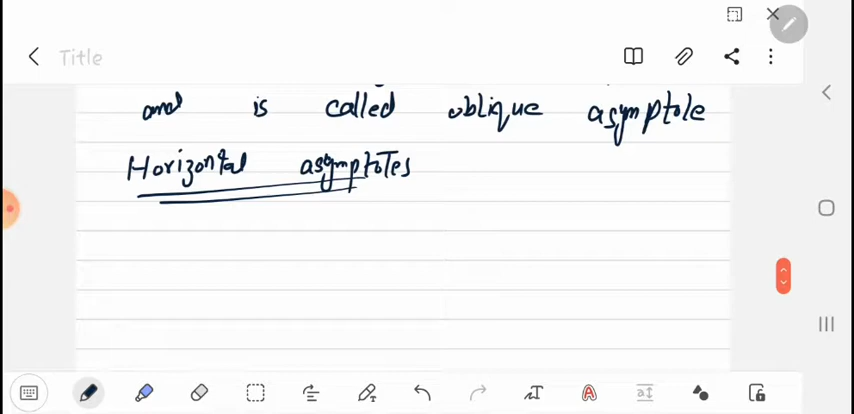 Title
and is called oblique asymptote
Horizontal asymptotes